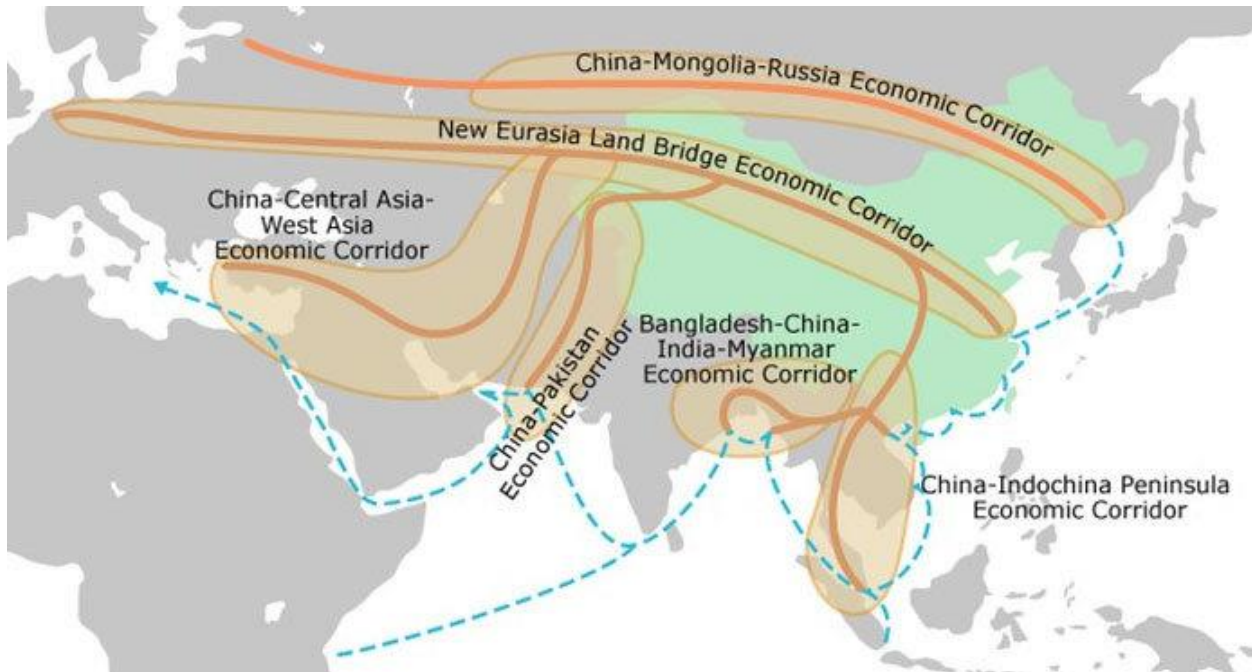 China-Mongolia-Russia Economic Corridor
New Eurasia Land Bridge Economic Corridor
China-Central Asia-
West Asia
Economic Corridor
China-Pakistan
Economic Corridor
Bangladesh-China-
India-Myanmar
Economic Corridor
China-Indochina Peninsula
Economic Corridor